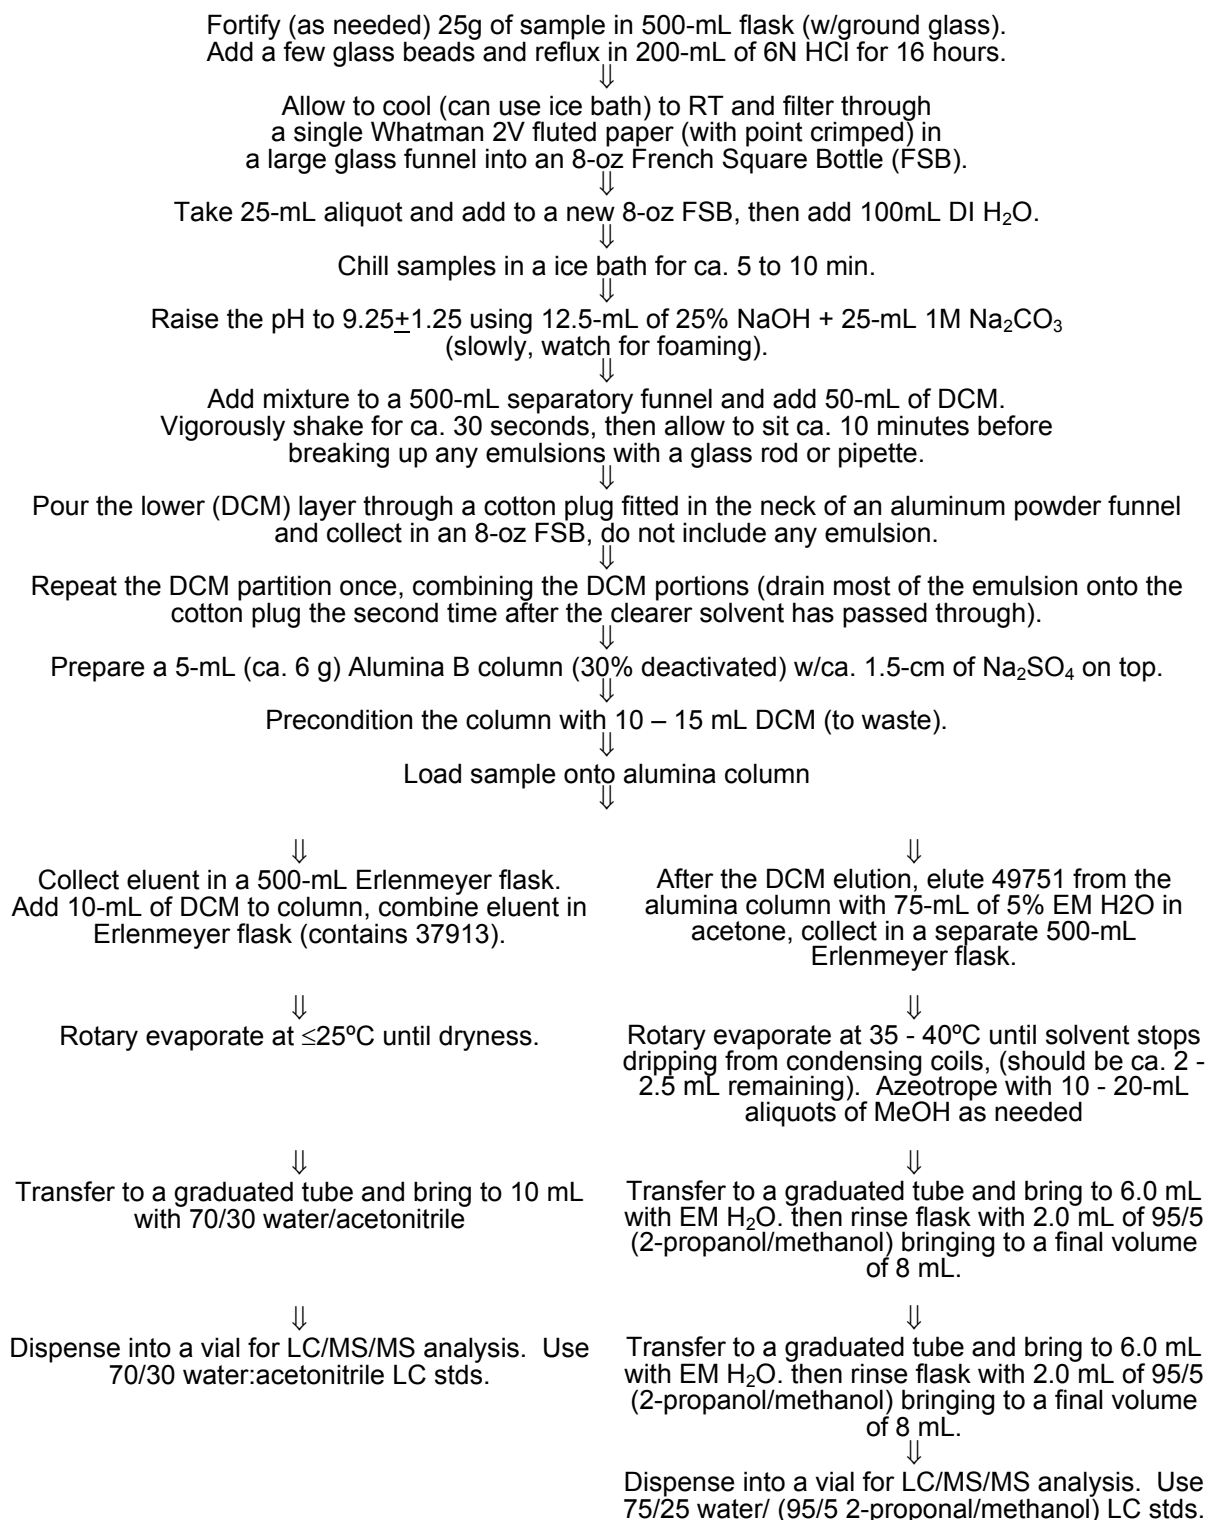 Fortify (as needed) 25g of sample in 500-mL flask (w/ground glass).
Add a few glass beads and reflux in 200-mL of 6N HCl for 16 hours.
⇓
Allow to cool (can use ice bath) to RT and filter through
a single Whatman 2V fluted paper (with point crimped) in
a large glass funnel into an 8-oz French Square Bottle (FSB).
⇓
Take 25-mL aliquot and add to a new 8-oz FSB, then add 100mL DI H₂O.
⇓
Chill samples in a ice bath for ca. 5 to 10 min.
⇓
Raise the pH to 9.25±1.25 using 12.5-mL of 25% NaOH + 25-mL 1M Na₂CO₃
(slowly, watch for foaming).
⇓
Add mixture to a 500-mL separatory funnel and add 50-mL of DCM.
Vigorously shake for ca. 30 seconds, then allow to sit ca. 10 minutes before
breaking up any emulsions with a glass rod or pipette.
⇓
Pour the lower (DCM) layer through a cotton plug fitted in the neck of an aluminum powder funnel
and collect in an 8-oz FSB, do not include any emulsion.
⇓
Repeat the DCM partition once, combining the DCM portions (drain most of the emulsion onto the
cotton plug the second time after the clearer solvent has passed through).
⇓
Prepare a 5-mL (ca. 6 g) Alumina B column (30% deactivated) w/ca. 1.5-cm of Na₂SO₄ on top.
⇓
Precondition the column with 10 – 15 mL DCM (to waste).
⇓
Load sample onto alumina column
⇓
⇓
Collect eluent in a 500-mL Erlenmeyer flask.
Add 10-mL of DCM to column, combine eluent in
Erlenmeyer flask (contains 37913).
⇓
Rotary evaporate at ≤25ºC until dryness.
⇓
Transfer to a graduated tube and bring to 10 mL
with 70/30 water/acetonitrile
⇓
Dispense into a vial for LC/MS/MS analysis. Use
70/30 water:acetonitrile LC stds.
⇓
After the DCM elution, elute 49751 from the
alumina column with 75-mL of 5% EM H2O in
acetone, collect in a separate 500-mL
Erlenmeyer flask.
⇓
Rotary evaporate at 35 - 40ºC until solvent stops
dripping from condensing coils, (should be ca. 2 -
2.5 mL remaining). Azeotrope with 10 - 20-mL
aliquots of MeOH as needed
⇓
Transfer to a graduated tube and bring to 6.0 mL
with EM H₂O. then rinse flask with 2.0 mL of 95/5
(2-propanol/methanol) bringing to a final volume
of 8 mL.
⇓
Transfer to a graduated tube and bring to 6.0 mL
with EM H₂O. then rinse flask with 2.0 mL of 95/5
(2-propanol/methanol) bringing to a final volume
of 8 mL.
⇓
Dispense into a vial for LC/MS/MS analysis. Use
75/25 water/ (95/5 2-proponal/methanol) LC stds.